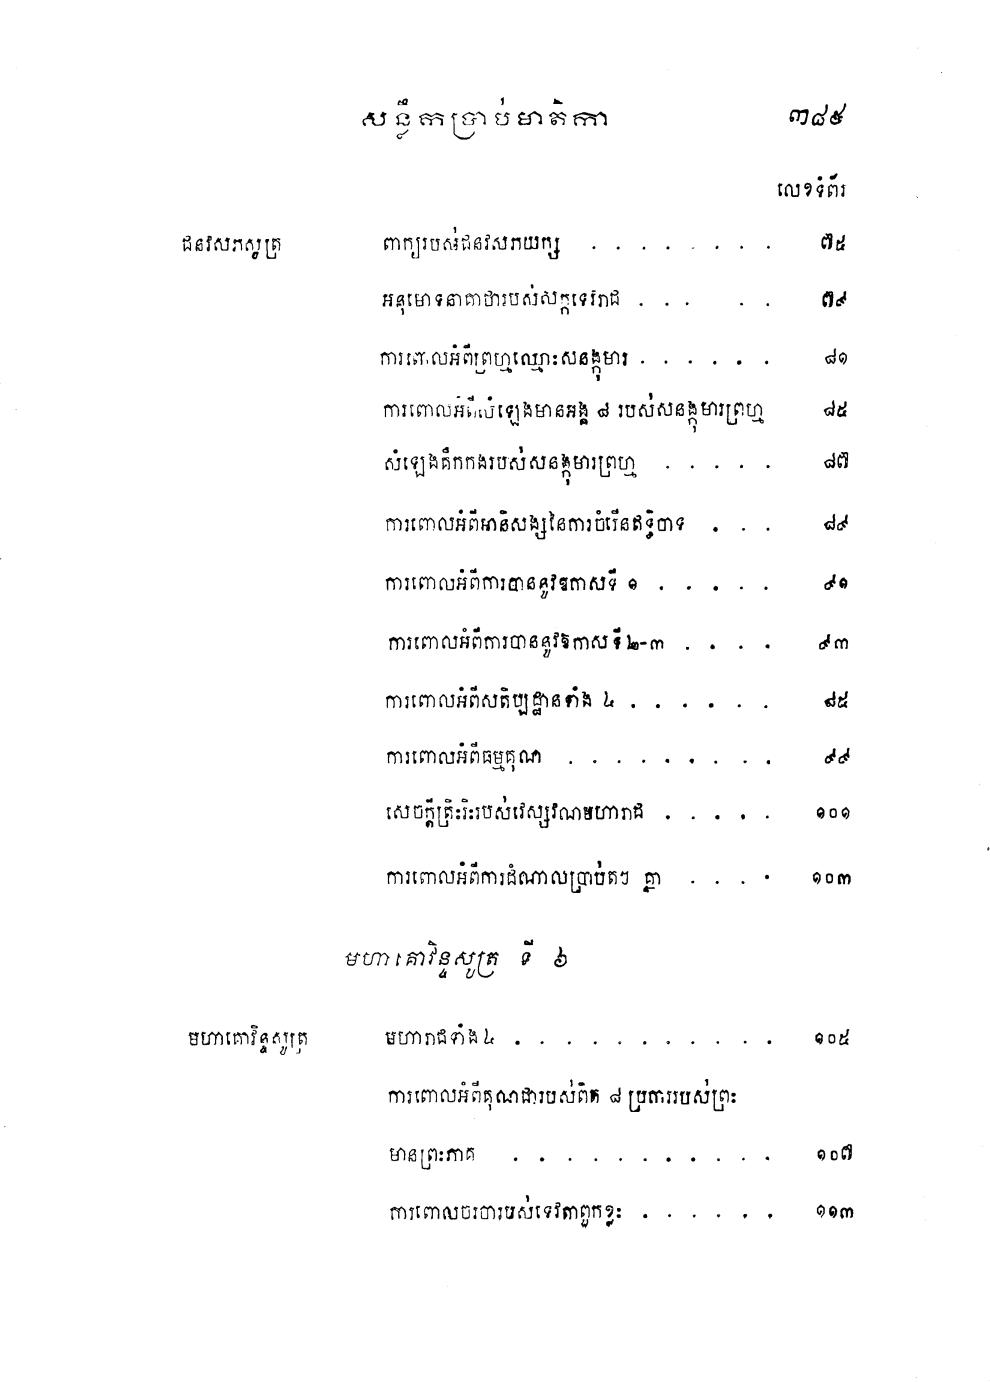 សន្លឹកប្រាប់មាតិកា ៣៨៥
លេខទំព័រ
ជនវសភសូត្រ ពាក្យរបស់ជនវសភយក្ស . . . . . . . . ៧៥
អនុមោទនាគាថារបស់សក្កទេវរាជ . . . . . ៧៩
ការពោលអំពីព្រហ្មឈ្មោះសនង្កុមារ . . . . . . ៨១
ការពោលអំពីសំឡេងមានអង្គ ៨ របស់សនង្កុមារព្រហ្ម ៨៥
សំឡេងគឹកកងរបស់សនង្កុមារព្រហ្ម . . . . . ៨៧
ការពោលអំពីអានិសង្សនៃការចំរើនឥទ្ធិបាទ . . . ៨៩
ការពោលអំពីការបាននូវឱកាសទី ១ . . . . . ៩១
ការពោលអំពីការបាននូវឱកាសទី ២-៣ . . . . ៩៣
ការពោលអំពីសតិប្បដ្ឋានទាំង ៤ . . . . . . ៩៥
ការពោលអំពីធម្មគុណ . . . . . . . . . ៩៩
សេចក្តីត្រិះរិះរបស់វេស្សវណមហារាជ . . . . . ១០១
ការពោលអំពីការដំណាលប្រាប់តៗ គ្នា . . . . ១០៣
មហាគោវិន្ទសូត្រ ទី ៦
មហាគោវិន្ទសូត្រ មហារាជទាំង ៤ . . . . . . . . . . . ១០៥
ការពោលអំពីគុណជារបស់ពិត ៨ ប្រការរបស់ព្រះ
មានព្រះភាគ . . . . . . . . . . . ១០៧
ការពោលចរចារបស់ទេវតាពួកខ្លះ . . . . . . ១១៣